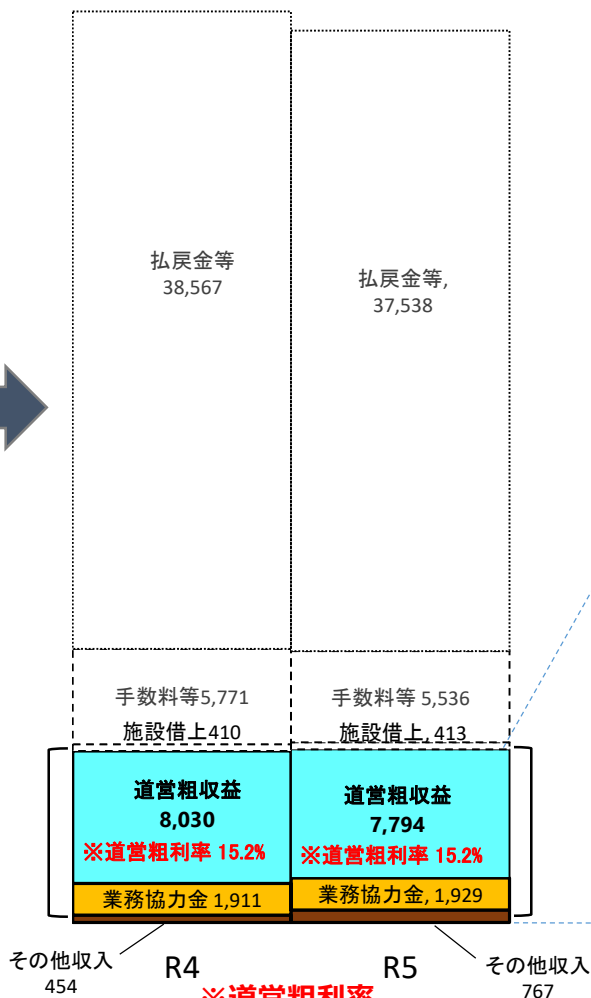 払戻金等
38,567
払戻金等,
37,538
手数料等5,771
施設借上410
手数料等 5,536
施設借上, 413
道営粗収益
8,030
※道営粗利率 15.2%
道営粗収益
7,794
※道営粗利率 15.2%
業務協力金 1,911
業務協力金, 1,929
その他収入
454
R4
R5
その他収入
767
※道営粗利率